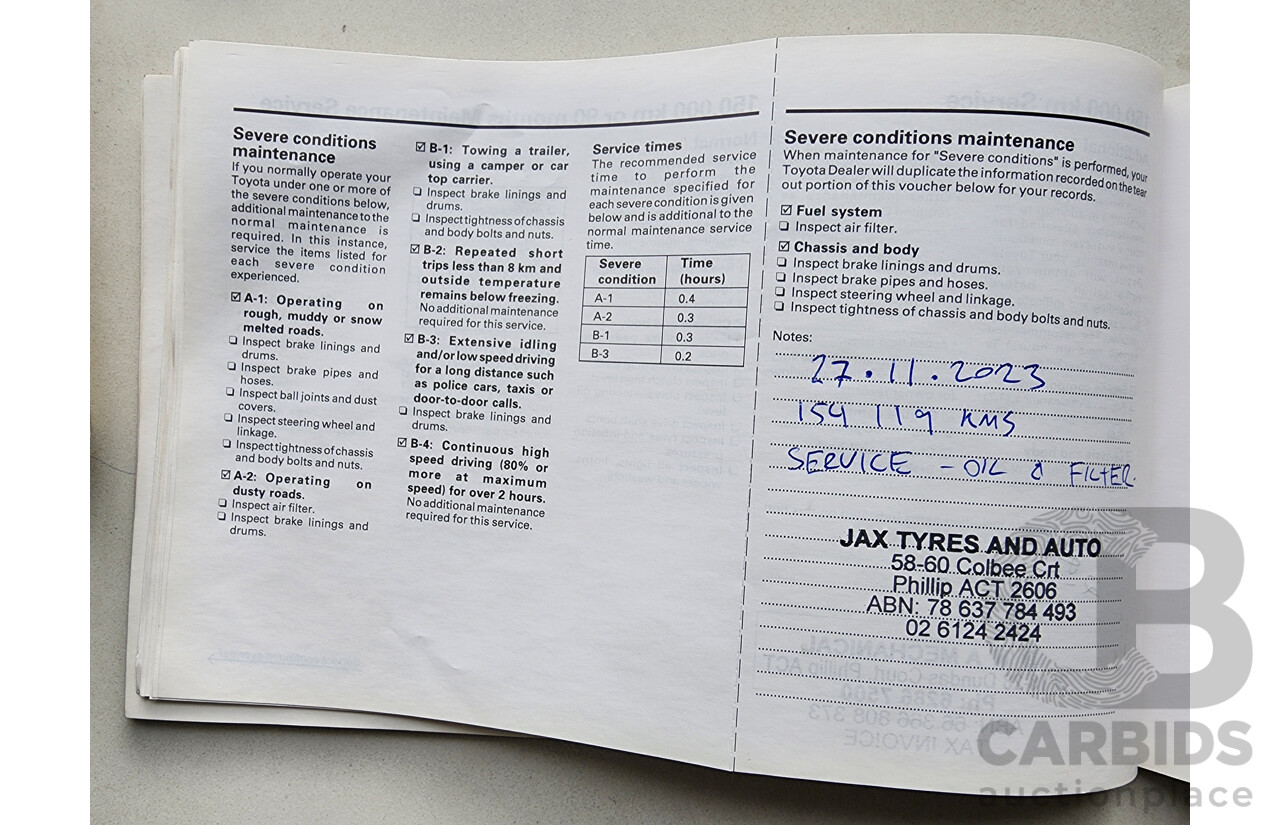 Severe conditions
maintenance
If you normally operate your
Toyota under one or more of
the severe conditions below,
additional maintenance to the
normal maintenance is
required. In this instance,
service the items listed for
each severe condition
experienced.
☑ A-1: Operating on
rough, muddy or snow
melted roads.
❏ Inspect brake linings and
drums.
❏ Inspect brake pipes and
hoses.
❏ Inspect ball joints and dust
covers.
❏ Inspect steering wheel and
linkage.
❏ Inspect tightness of chassis
and body bolts and nuts.
☑ A-2: Operating on
dusty roads.
❏ Inspect air filter.
❏ Inspect brake linings and
drums.
☑ B-1: Towing a trailer,
using a camper or car
top carrier.
❏ Inspect brake linings and
drums.
❏ Inspect tightness of chassis
and body bolts and nuts.
☑ B-2: Repeated short
trips less than 8 km and
outside temperature
remains below freezing.
No additional maintenance
required for this service.
☑ B-3: Extensive idling
and/or low speed driving
for a long distance such
as police cars, taxis or
door-to-door calls.
❏ Inspect brake linings and
drums.
☑ B-4: Continuous high
speed driving (80% or
more at maximum
speed) for over 2 hours.
No additional maintenance
required for this service.
Service times
The recommended service
time to perform the
maintenance specified for
each severe condition is given
below and is additional to the
normal maintenance service
time.
Severe condition Time (hours)
A-1 0.4
A-2 0.3
B-1 0.3
B-3 0.2
Severe conditions maintenance
When maintenance for "Severe conditions" is performed, your
Toyota Dealer will duplicate the information recorded on the tear
out portion of this voucher below for your records.
☑ Fuel system
❏ Inspect air filter.
☑ Chassis and body
❏ Inspect brake linings and drums.
❏ Inspect brake pipes and hoses.
❏ Inspect steering wheel and linkage.
❏ Inspect tightness of chassis and body bolts and nuts.
Notes:
27.11.2023
154 119 KMS
SERVICE - OIL & FILTER.
JAX TYRES AND AUTO
58-60 Colbee Crt
Phillip ACT 2606
ABN: 78 637 784 493
02 6124 2424
B
CARBIDS
auctionplace